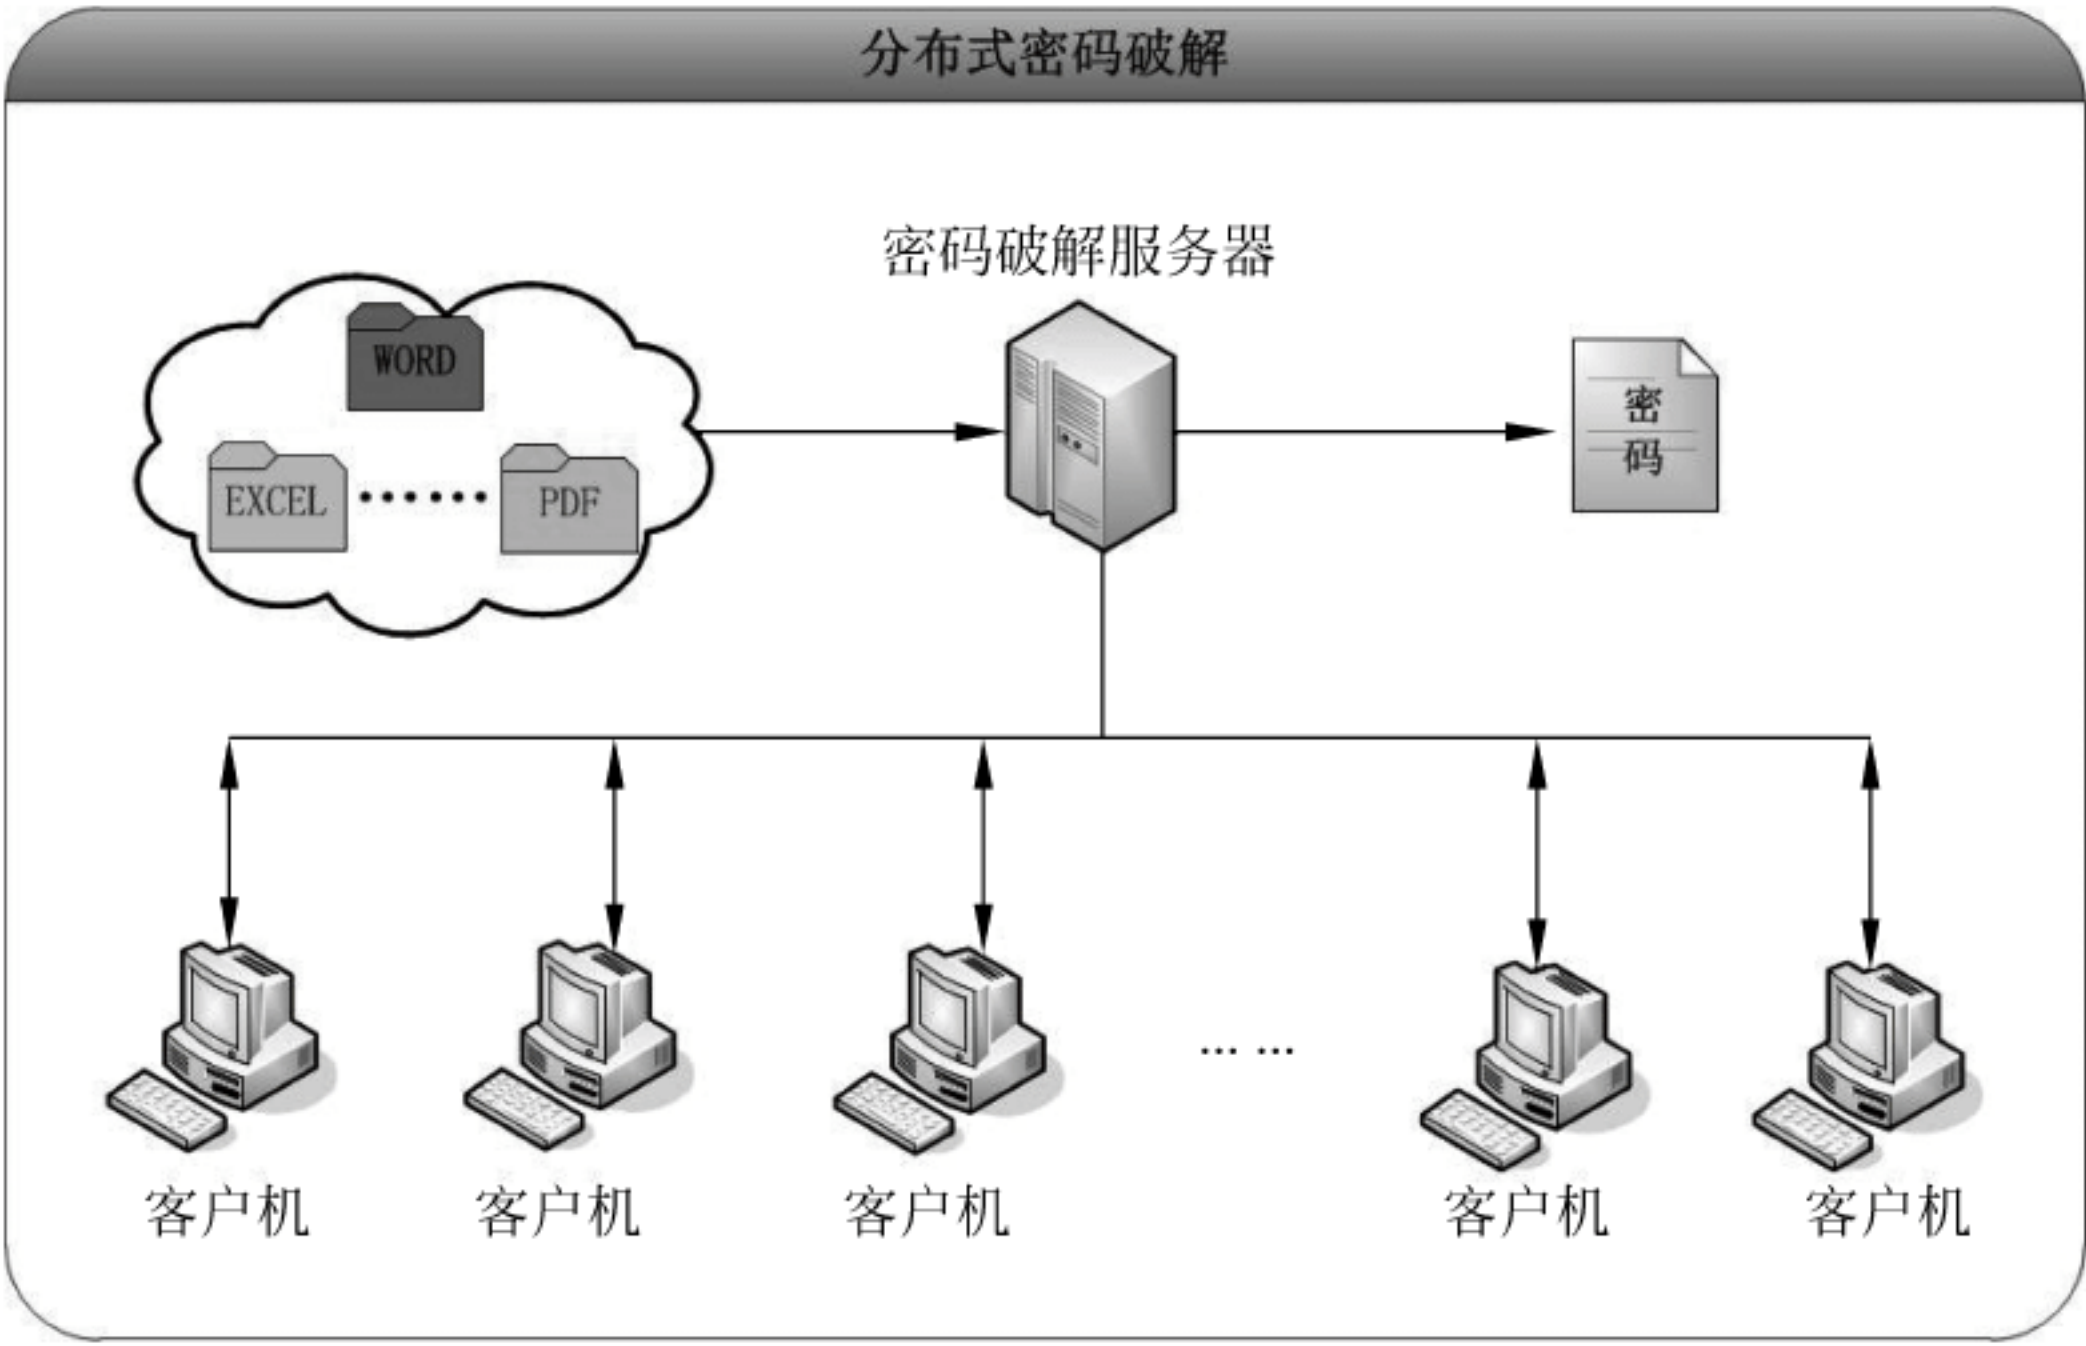 分布式密码破解
密码破解服务器
WORD
EXCEL
······
PDF
密
码
... ...
客户机
客户机
客户机
客户机
客户机